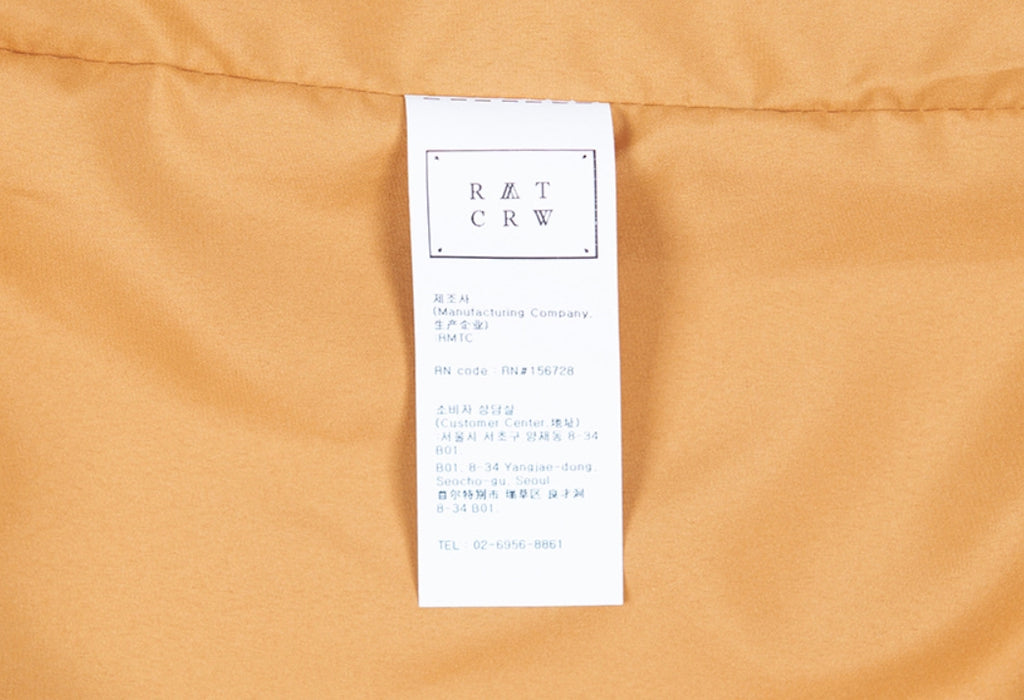 RMT
CRW
제조사
(Manufacturing Company,
生产企业)
:RMTC
RN code : RN#156728
소비자 상담실
(Customer Center,地址)
:서울시 서초구 양재동 8-34
B01.
B01, 8-34 Yangjae-dong,
Seocho-gu, Seoul
首尔特別市 瑞草区 良才洞
8-34 B01.
TEL : 02-6956-8861